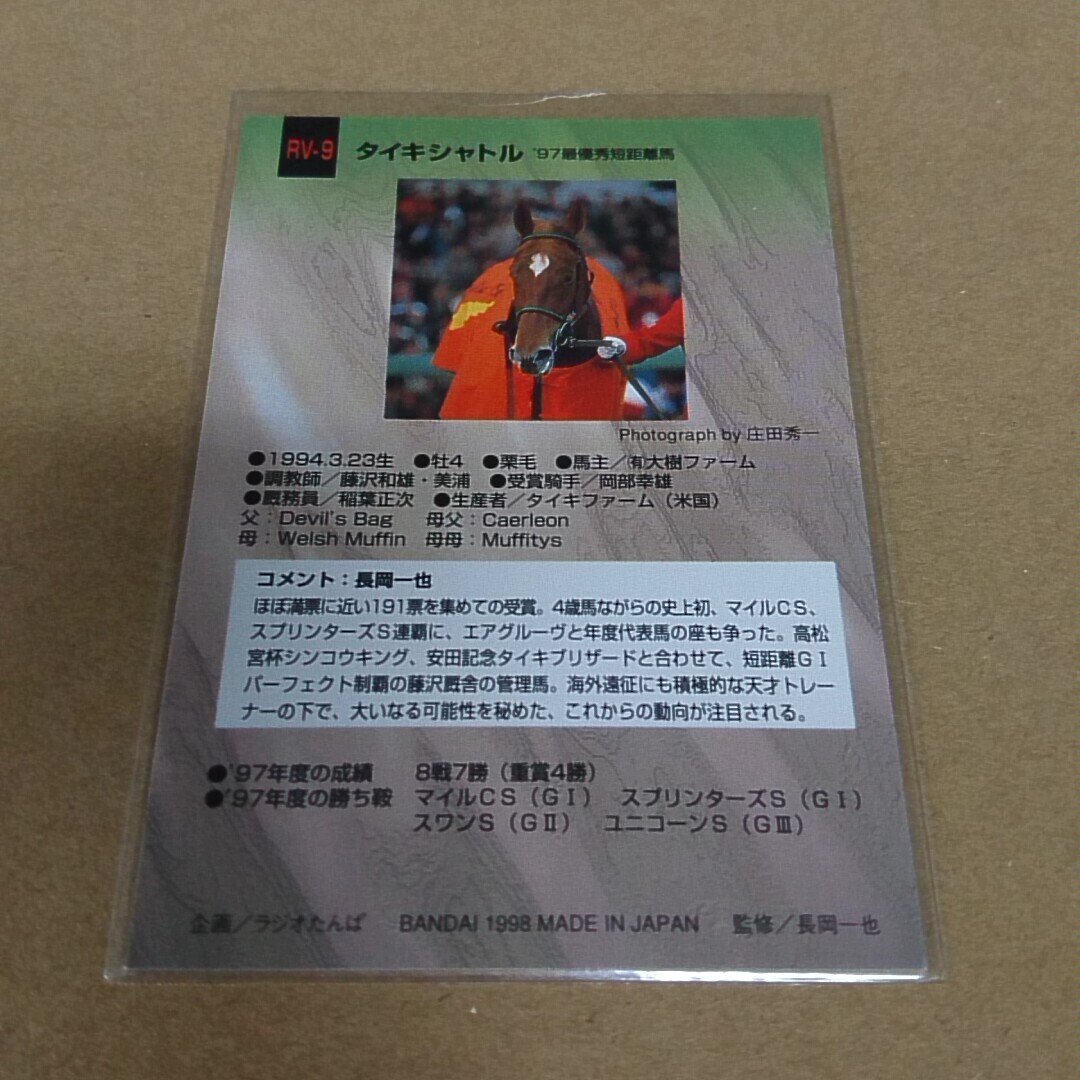 RV-9 タイキシャトル '97最優秀短距離馬
Photograph by 庄田秀一
●1994.3.23生 ●牡4 ●栗毛 ●馬主/㈲大樹ファーム
●調教師/藤沢和雄・美浦 ●受賞騎手/岡部幸雄
●厩務員/稲葉正次 ●生産者/タイキファーム（米国）
父：Devil's Bag 母父：Caerleon
母：Welsh Muffin 母母：Muffitys
コメント：長岡一也
ほぼ満票に近い191票を集めての受賞。4歳馬ながらの史上初、マイルCS、
スプリンターズS連覇に、エアグルーヴと年度代表馬の座も争った。高松
宮杯シンコウキング、安田記念タイキブリザードと合わせて、短距離GⅠ
パーフェクト制覇の藤沢厩舎の管理馬。海外遠征にも積極的な天才トレー
ナーの下で、大いなる可能性を秘めた、これからの動向が注目される。
●'97年度の成績 8戦7勝（重賞4勝）
●'97年度の勝ち鞍 マイルCS（GⅠ） スプリンターズS（GⅠ）
スワンS（GⅡ） ユニコーンS（GⅢ）
企画/ラジオたんぱ BANDAI 1998 MADE IN JAPAN 監修/長岡一也